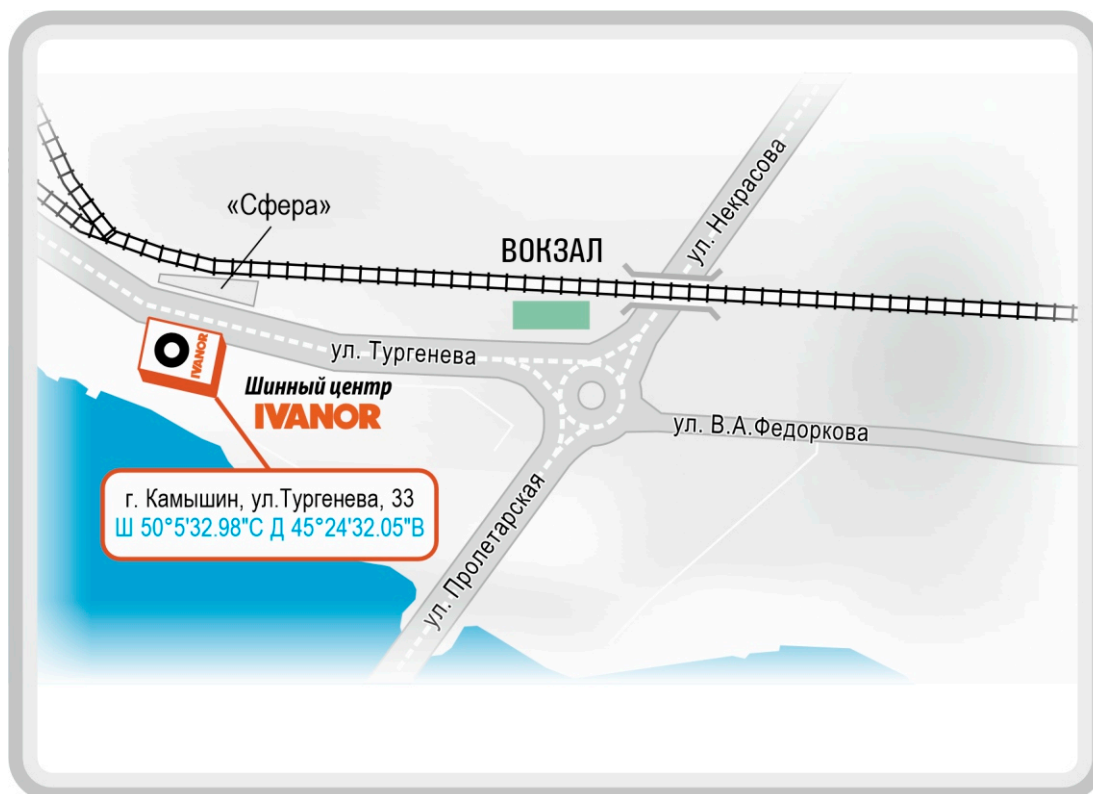 ул. Некрасова
«Сфера»
ВОКЗАЛ
ул. Тургенева
IVANOR
Шинный центр
IVANOR
ул. В.А.Федоркова
г. Камышин, ул.Тургенева, 33
Ш 50°5'32.98"С Д 45°24'32.05"В
ул. Пролетарская